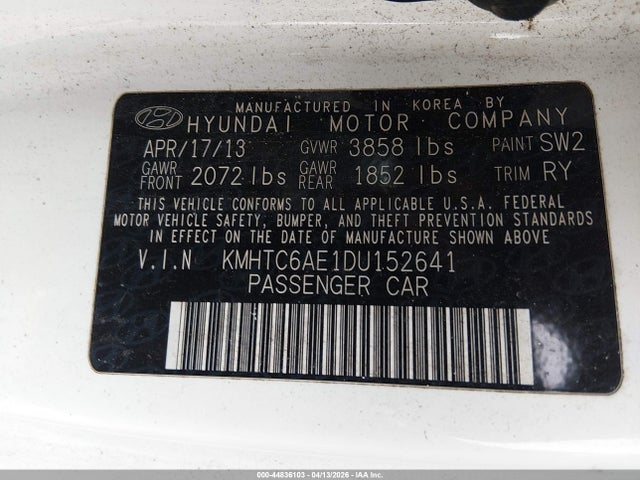 MANUFACTURED IN KOREA BY
HYUNDAI MOTOR COMPANY
APR/17/13 GVWR 3858 lbs PAINT SW2
GAWR FRONT 2072 lbs GAWR REAR 1852 lbs TRIM RY
THIS VEHICLE CONFORMS TO ALL APPLICABLE U.S.A. FEDERAL
MOTOR VEHICLE SAFETY, BUMPER, AND THEFT PREVENTION STANDARDS
IN EFFECT ON THE DATE OF MANUFACTURE SHOWN ABOVE
V.I.N KMHTC6AE1DU152641
PASSENGER CAR
000-44836103 - 04/13/2026 - IAAI, Inc.